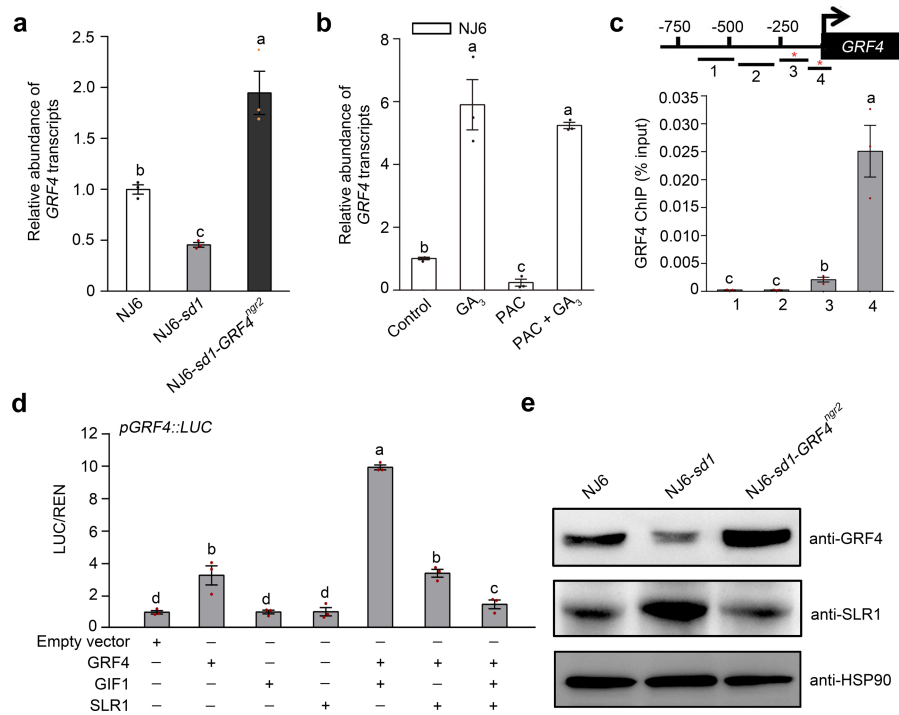 a
Relative abundance of
GRF4 transcripts
2.5
2.0
1.5
1.0
0.5
0
b
c
a
NJ6
NJ6-sd1
NJ6-sd1-GRF4ngr2
b
NJ6
Relative abundance of
GRF4 transcripts
8
6
4
2
0
b
a
c
a
Control
GA3
PAC
PAC + GA3
c
-750
-500
-250
GRF4
1
2
* 3
* 4
GRF4 ChIP (% input)
0.035
0.030
0.025
0.020
0.015
0.010
0.005
0
c
c
b
a
1
2
3
4
d
pGRF4::LUC
LUC/REN
12
10
8
6
4
2
0
d
b
d
d
a
b
c
Empty vector + – – – – – –
GRF4 – + – – + + +
GIF1 – – + – + – +
SLR1 – – – + – + +
e
NJ6
NJ6-sd1
NJ6-sd1-GRF4ngr2
anti-GRF4
anti-SLR1
anti-HSP90